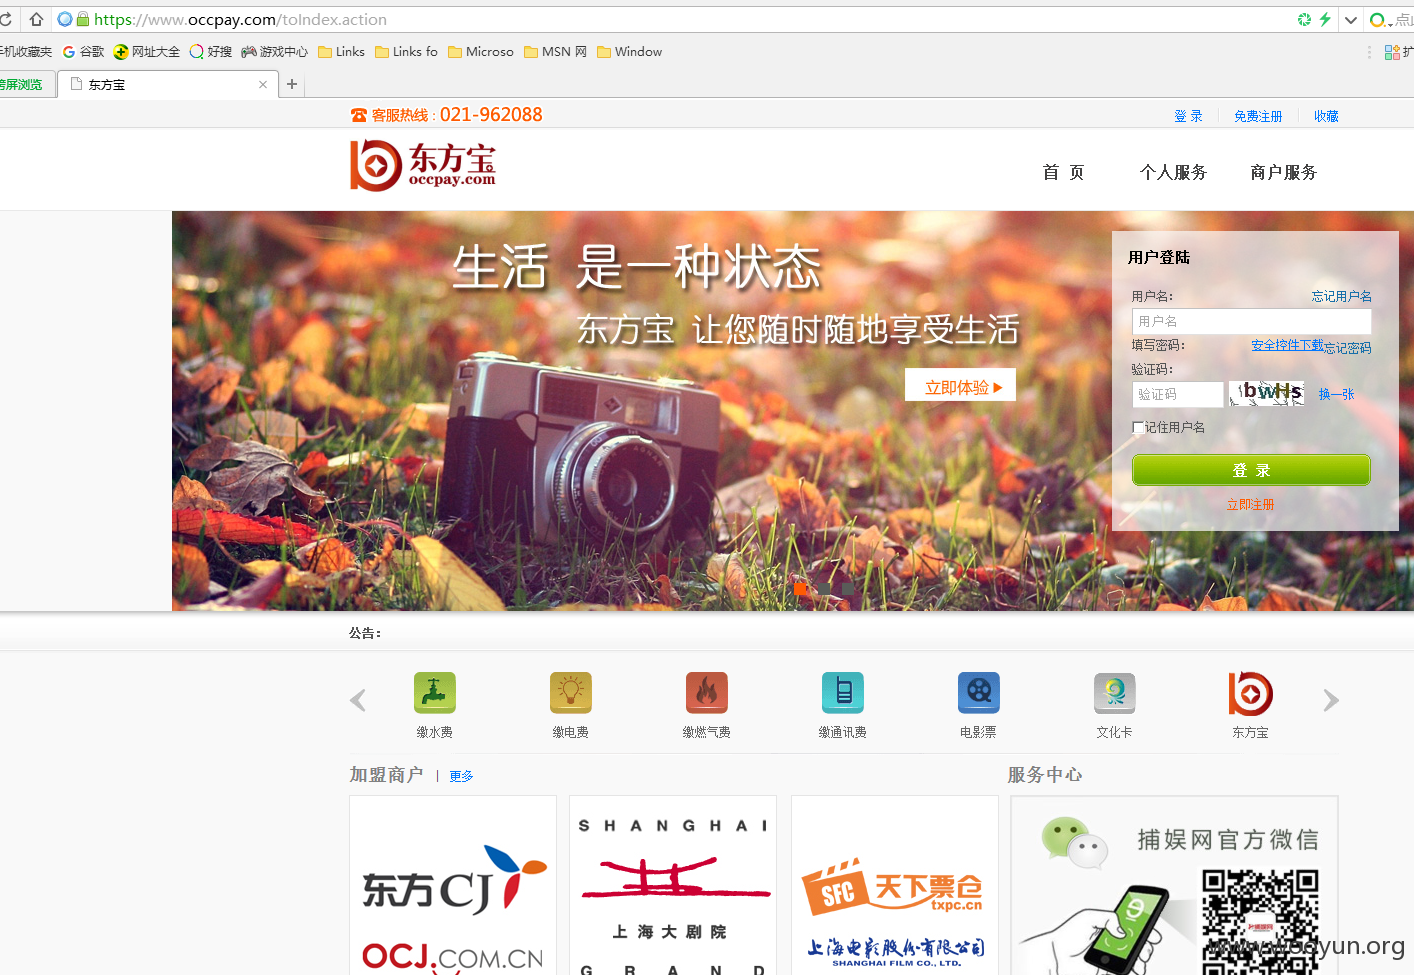 https://www.occpay.com/toIndex.action
点
手机收藏夹 谷歌 网址大全 好搜 游戏中心 Links Links fo Microso MSN 网 Window 扩
跨屏浏览 东方宝
客服热线：021-962088 登 录 免费注册 收藏
东方宝
occpay.com
首 页 个人服务 商户服务
生活 是一种状态
东方宝 让您随时随地享受生活
立即体验
用户登陆
用户名： 忘记用户名
用户名
填写密码： 安全控件下载 忘记密码
验证码：
验证码 bwHs 换一张
记住用户名
登 录
立即注册
公告：
缴水费 缴电费 缴燃气费 缴通讯费 电影票 文化卡 东方宝
加盟商户 更多 服务中心
东方CJ
OCJ.COM.CN
SHANGHAI
上海大剧院
GRAND
SFC 天下票仓
txpc.cn
上海电影股份有限公司
SHANGHAI FILM CO., LTD.
捕娱网官方微信
捕娱网
www.wooyun.org